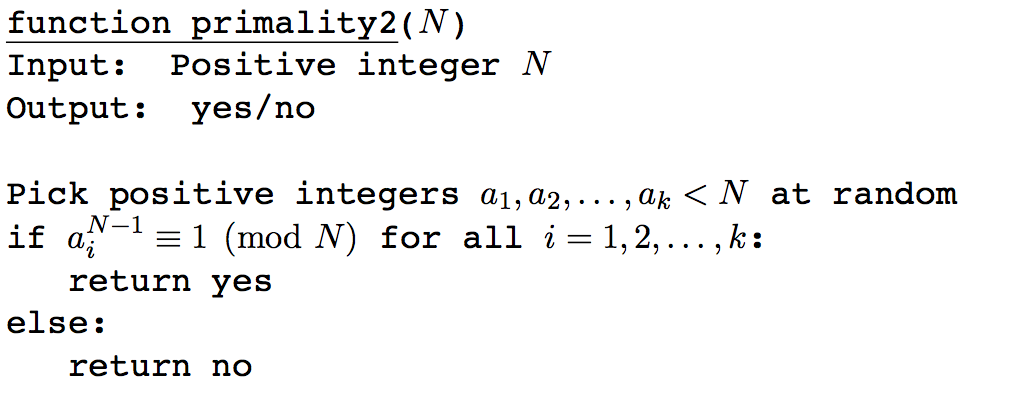 function primality2(N)
Input: Positive integer N
Output: yes/no
Pick positive integers a₁, a₂, . . . , aₖ < N at random
if aᵢᴺ⁻¹ ≡ 1 (mod N) for all i = 1, 2, . . . , k:
return yes
else:
return no